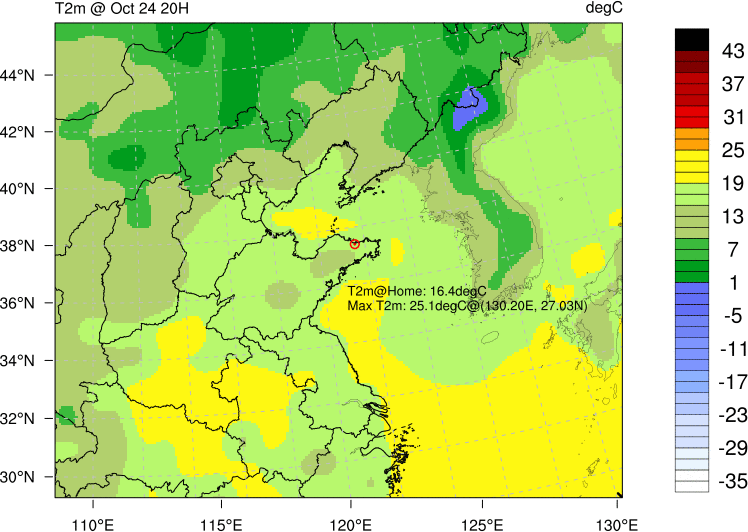 T2m @ Oct 24 20H
degC
44°N
42°N
40°N
38°N
36°N
34°N
32°N
30°N
T2m@Home: 16.4degC
Max T2m: 25.1degC@(130.20E, 27.03N)
110°E
115°E
120°E
125°E
130°E
43
37
31
25
19
13
7
1
-5
-11
-17
-23
-29
-35